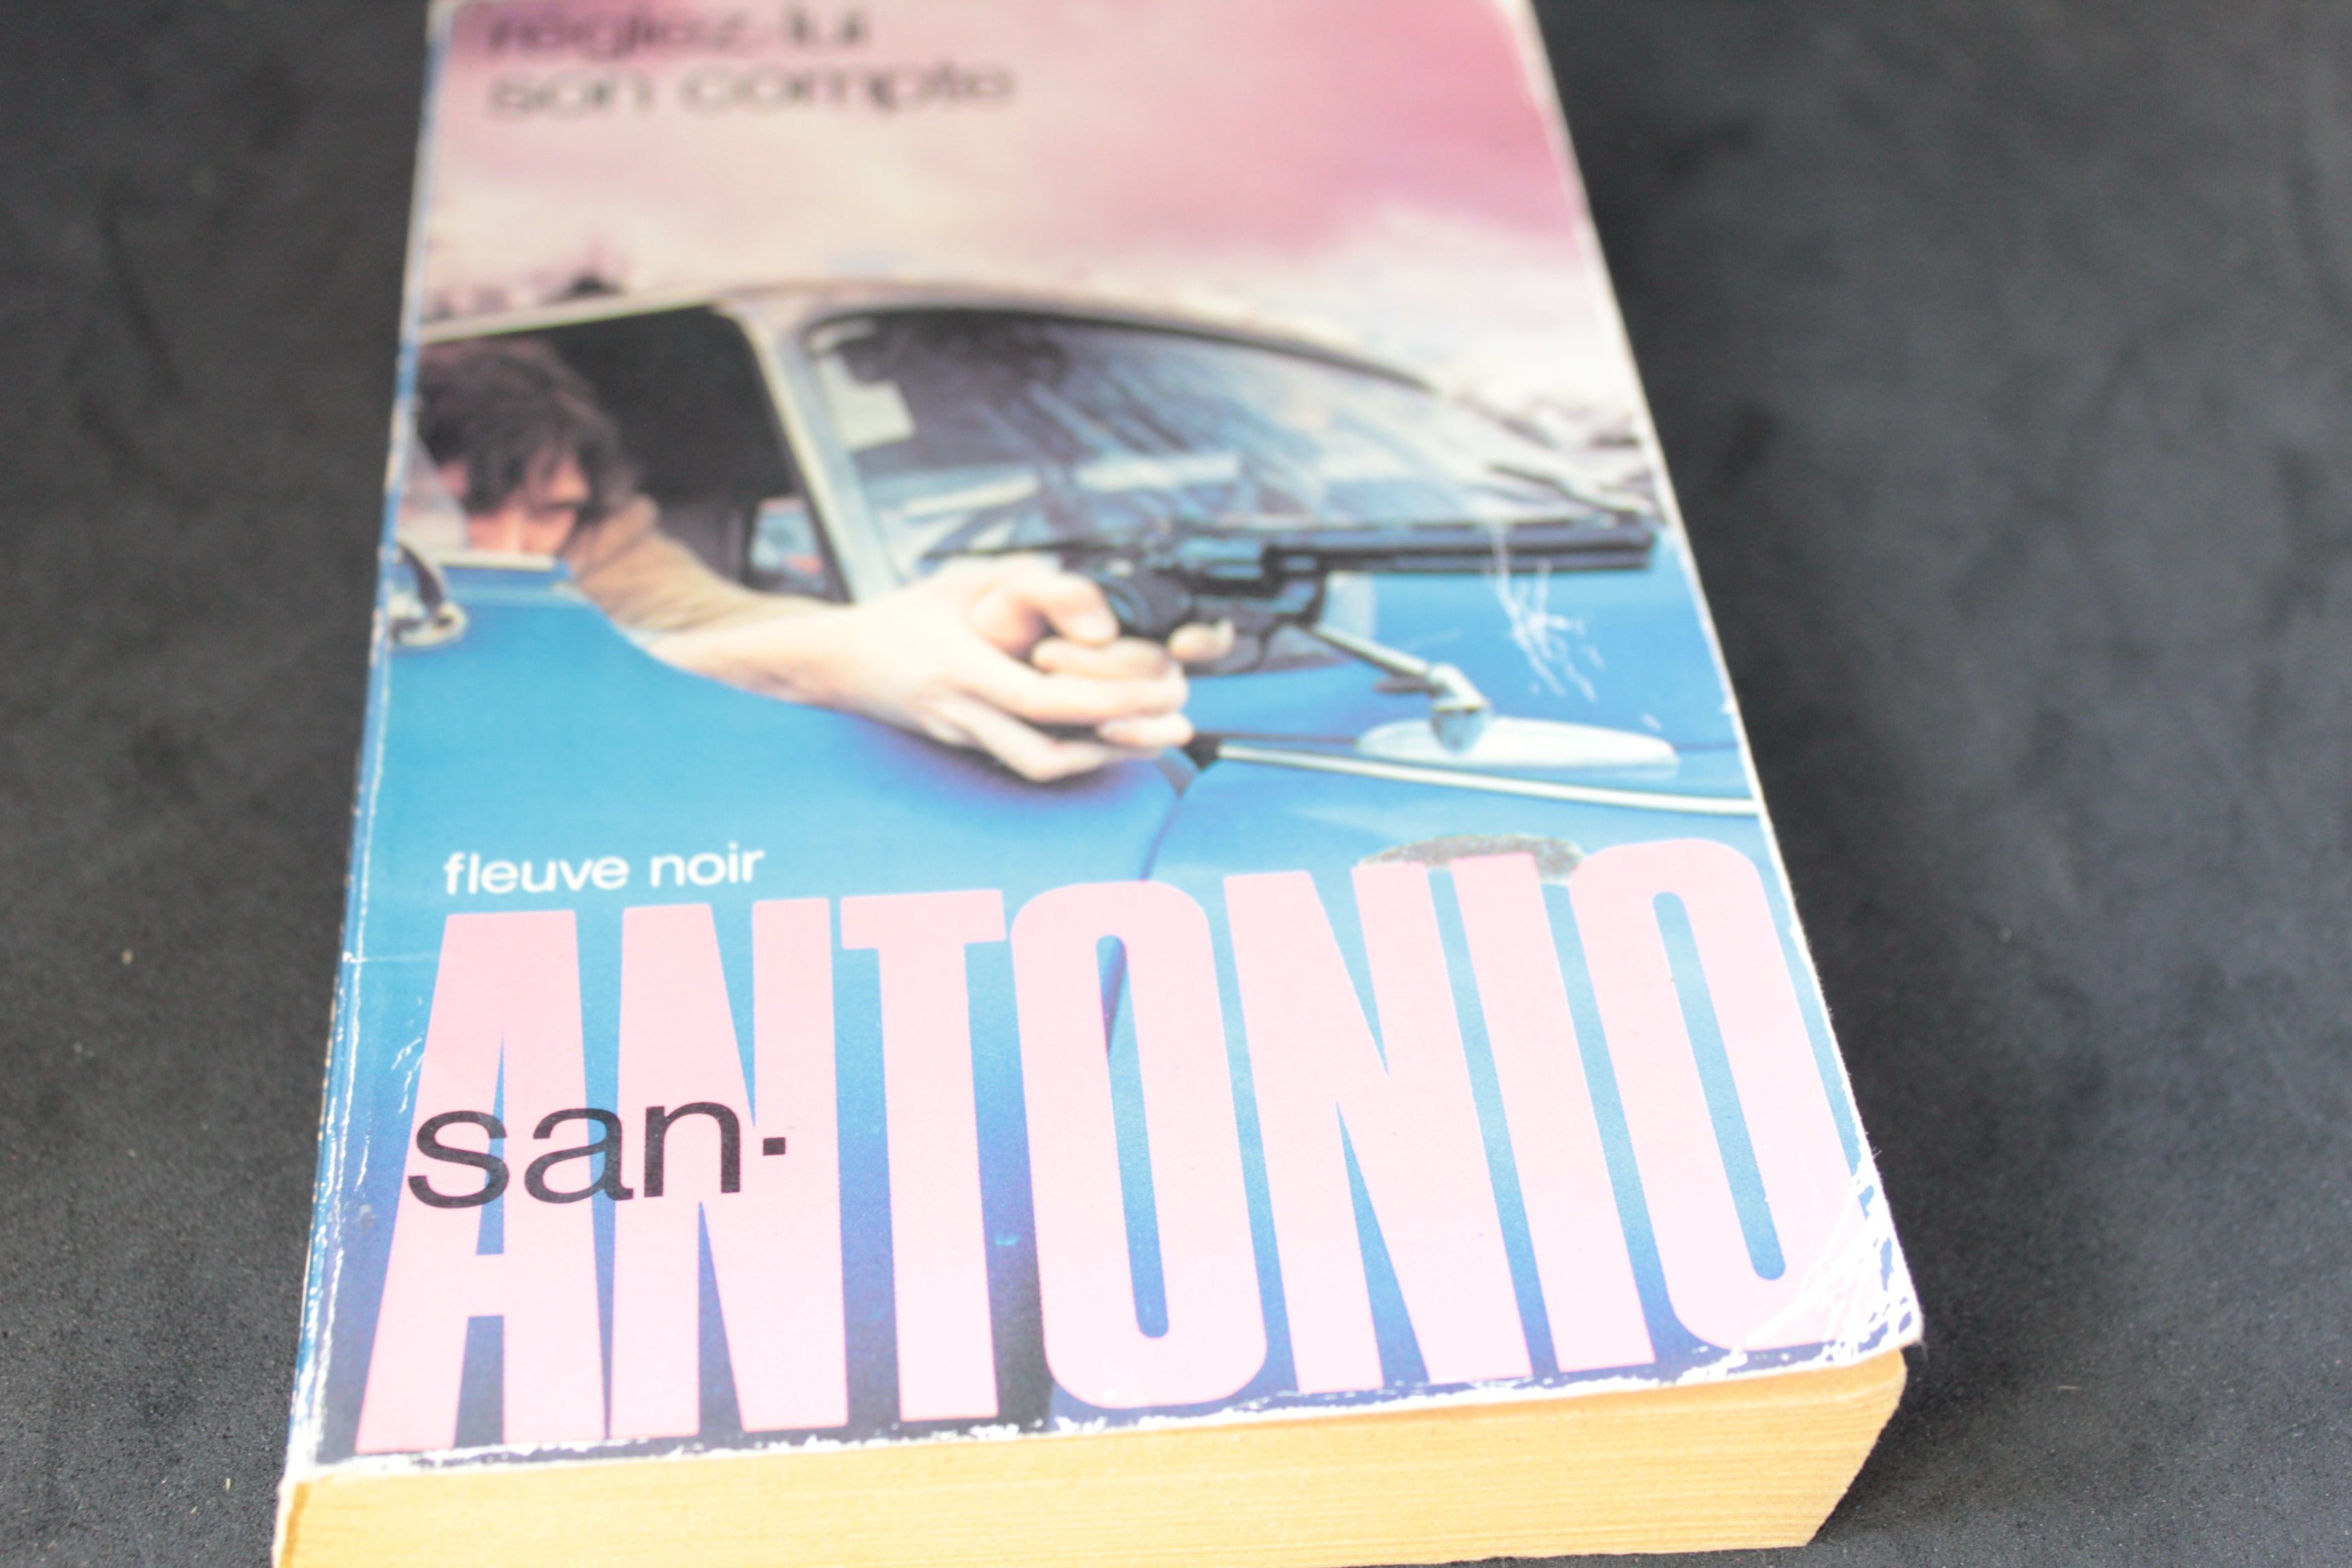 réglez-lui
son compte
fleuve noir
san-
ANTONIO